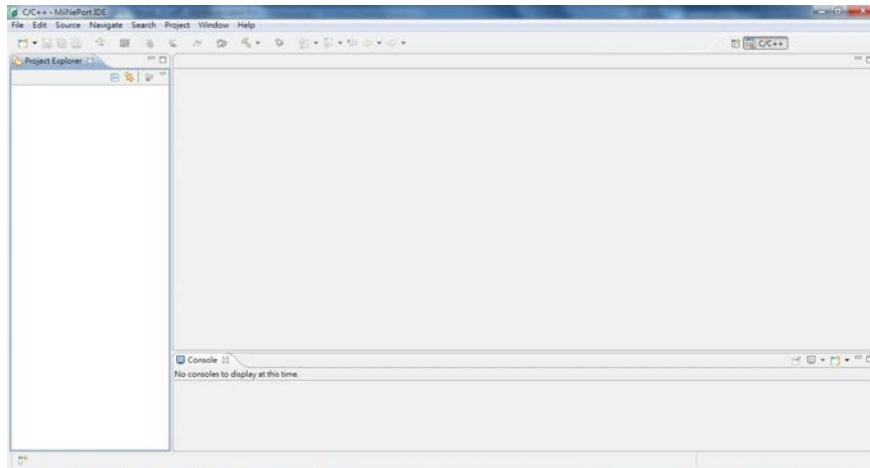 C/C++ - MiiNePort IDE
File Edit Source Navigate Search Project Window Help
C/C++
Project Explorer
Console
No consoles to display at this time.